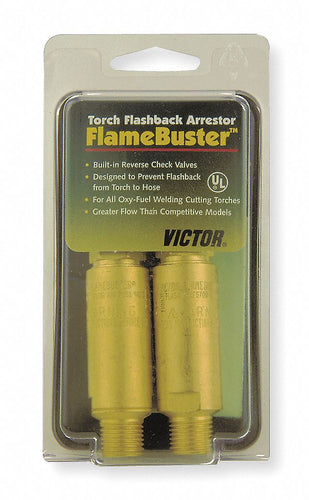 Torch Flashback Arrestor
FlameBuster™
• Built-in Reverse Check Valves
• Designed to Prevent Flashback
from Torch to Hose
UL
• For All Oxy-Fuel Welding Cutting Torches
• Greater Flow Than Competitive Models
VICTOR®